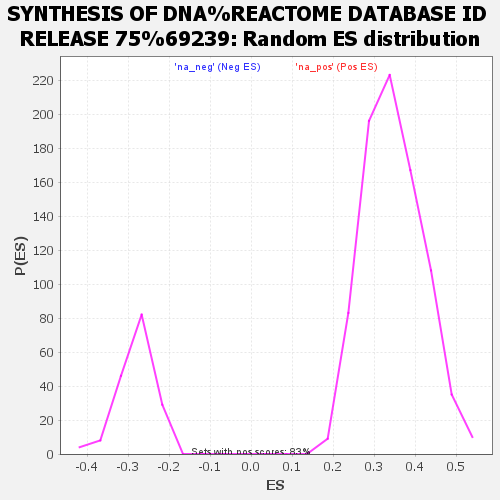 SYNTHESIS OF DNA%REACTOME DATABASE ID
RELEASE 75%69239: Random ES distribution
'na_neg' (Neg ES) 'na_pos' (Pos ES)
220
200
180
160
140
120
100
80
60
40
20
0
P(ES)
Sets with pos scores: 83%
-0.4 -0.3 -0.2 -0.1 0.0 0.1 0.2 0.3 0.4 0.5
ES